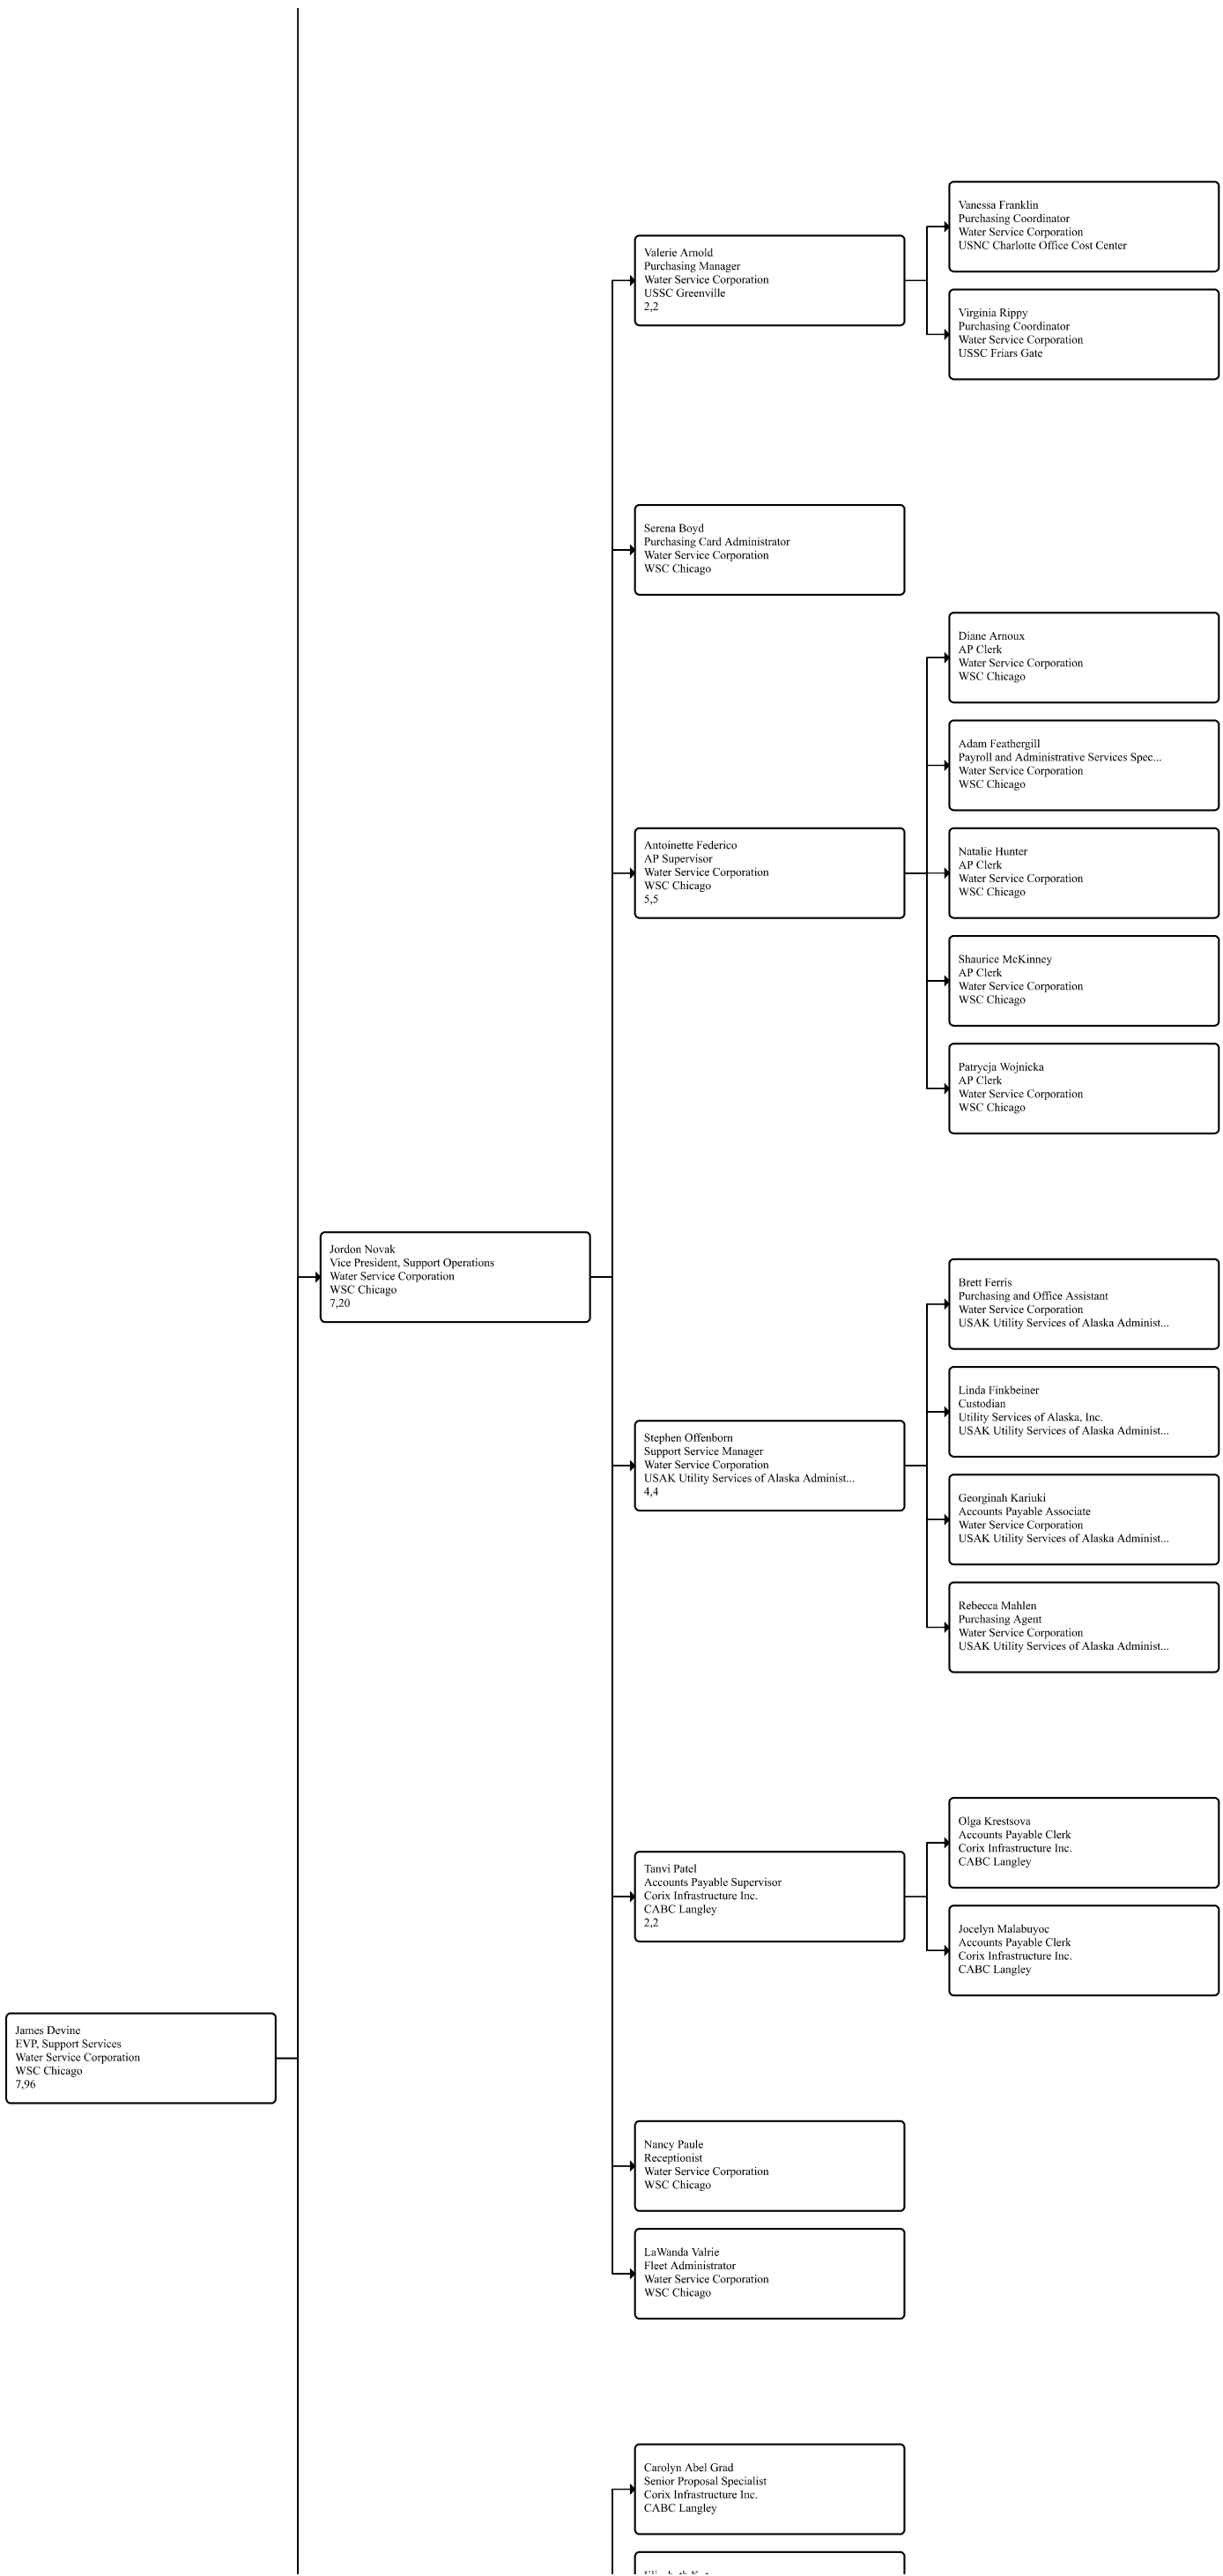 Vanessa Franklin
Purchasing Coordinator
Water Service Corporation
USNC Charlotte Office Cost Center
Valerie Arnold
Purchasing Manager
Water Service Corporation
USSC Greenville
2,2
Virginia Rippy
Purchasing Coordinator
Water Service Corporation
USSC Friars Gate
Serena Boyd
Purchasing Card Administrator
Water Service Corporation
WSC Chicago
Diane Arnoux
AP Clerk
Water Service Corporation
WSC Chicago
Adam Feathergill
Payroll and Administrative Services Spec...
Water Service Corporation
WSC Chicago
Antoinette Federico
AP Supervisor
Water Service Corporation
WSC Chicago
5,5
Natalie Hunter
AP Clerk
Water Service Corporation
WSC Chicago
Shaurice McKinney
AP Clerk
Water Service Corporation
WSC Chicago
Patrycja Wojnicka
AP Clerk
Water Service Corporation
WSC Chicago
Jordon Novak
Vice President, Support Operations
Water Service Corporation
WSC Chicago
7,20
Brett Ferris
Purchasing and Office Assistant
Water Service Corporation
USAK Utility Services of Alaska Administ...
Linda Finkbeiner
Custodian
Utility Services of Alaska, Inc.
USAK Utility Services of Alaska Administ...
Stephen Offenborn
Support Service Manager
Water Service Corporation
USAK Utility Services of Alaska Administ...
4,4
Georginah Kariuki
Accounts Payable Associate
Water Service Corporation
USAK Utility Services of Alaska Administ...
Rebecca Mahlen
Purchasing Agent
Water Service Corporation
USAK Utility Services of Alaska Administ...
Olga Krestsova
Accounts Payable Clerk
Corix Infrastructure Inc.
CABC Langley
Tanvi Patel
Accounts Payable Supervisor
Corix Infrastructure Inc.
CABC Langley
2,2
Jocelyn Malabuyoc
Accounts Payable Clerk
Corix Infrastructure Inc.
CABC Langley
James Devine
EVP, Support Services
Water Service Corporation
WSC Chicago
7,96
Nancy Paule
Receptionist
Water Service Corporation
WSC Chicago
LaWanda Valrie
Fleet Administrator
Water Service Corporation
WSC Chicago
Carolyn Abel Grad
Senior Proposal Specialist
Corix Infrastructure Inc.
CABC Langley